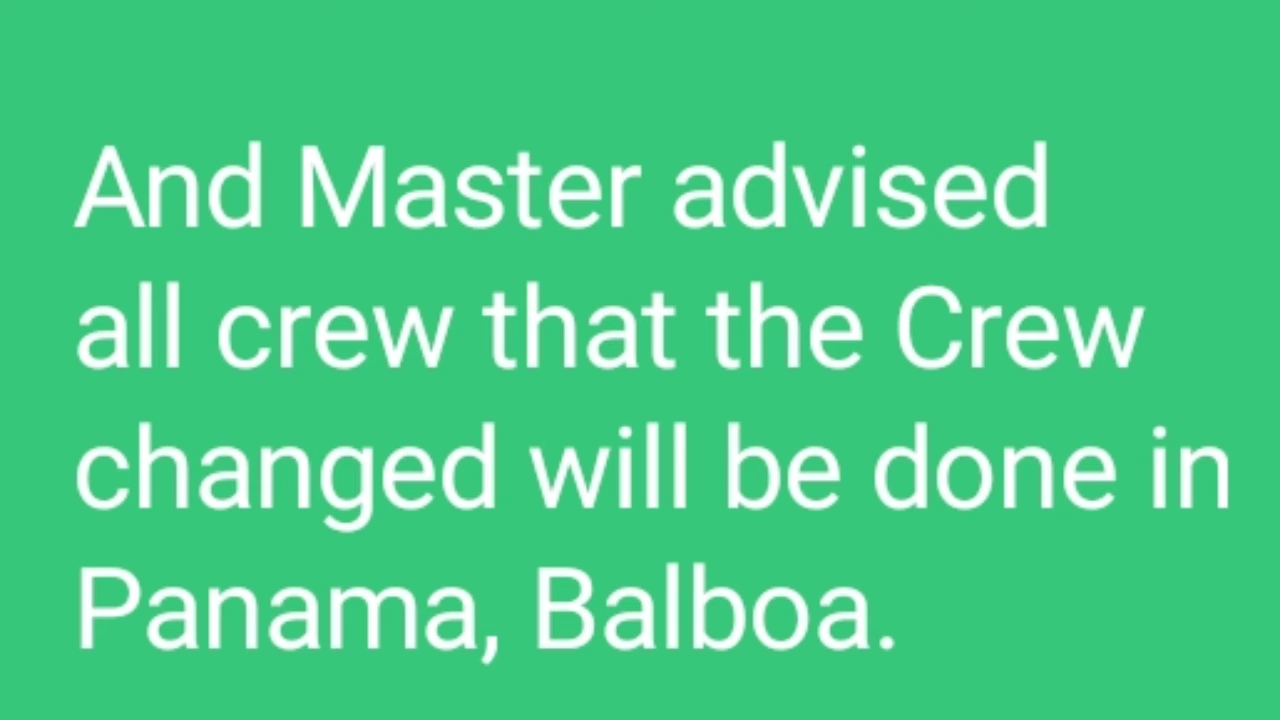 And Master advised
all crew that the Crew
changed will be done in
Panama, Balboa.